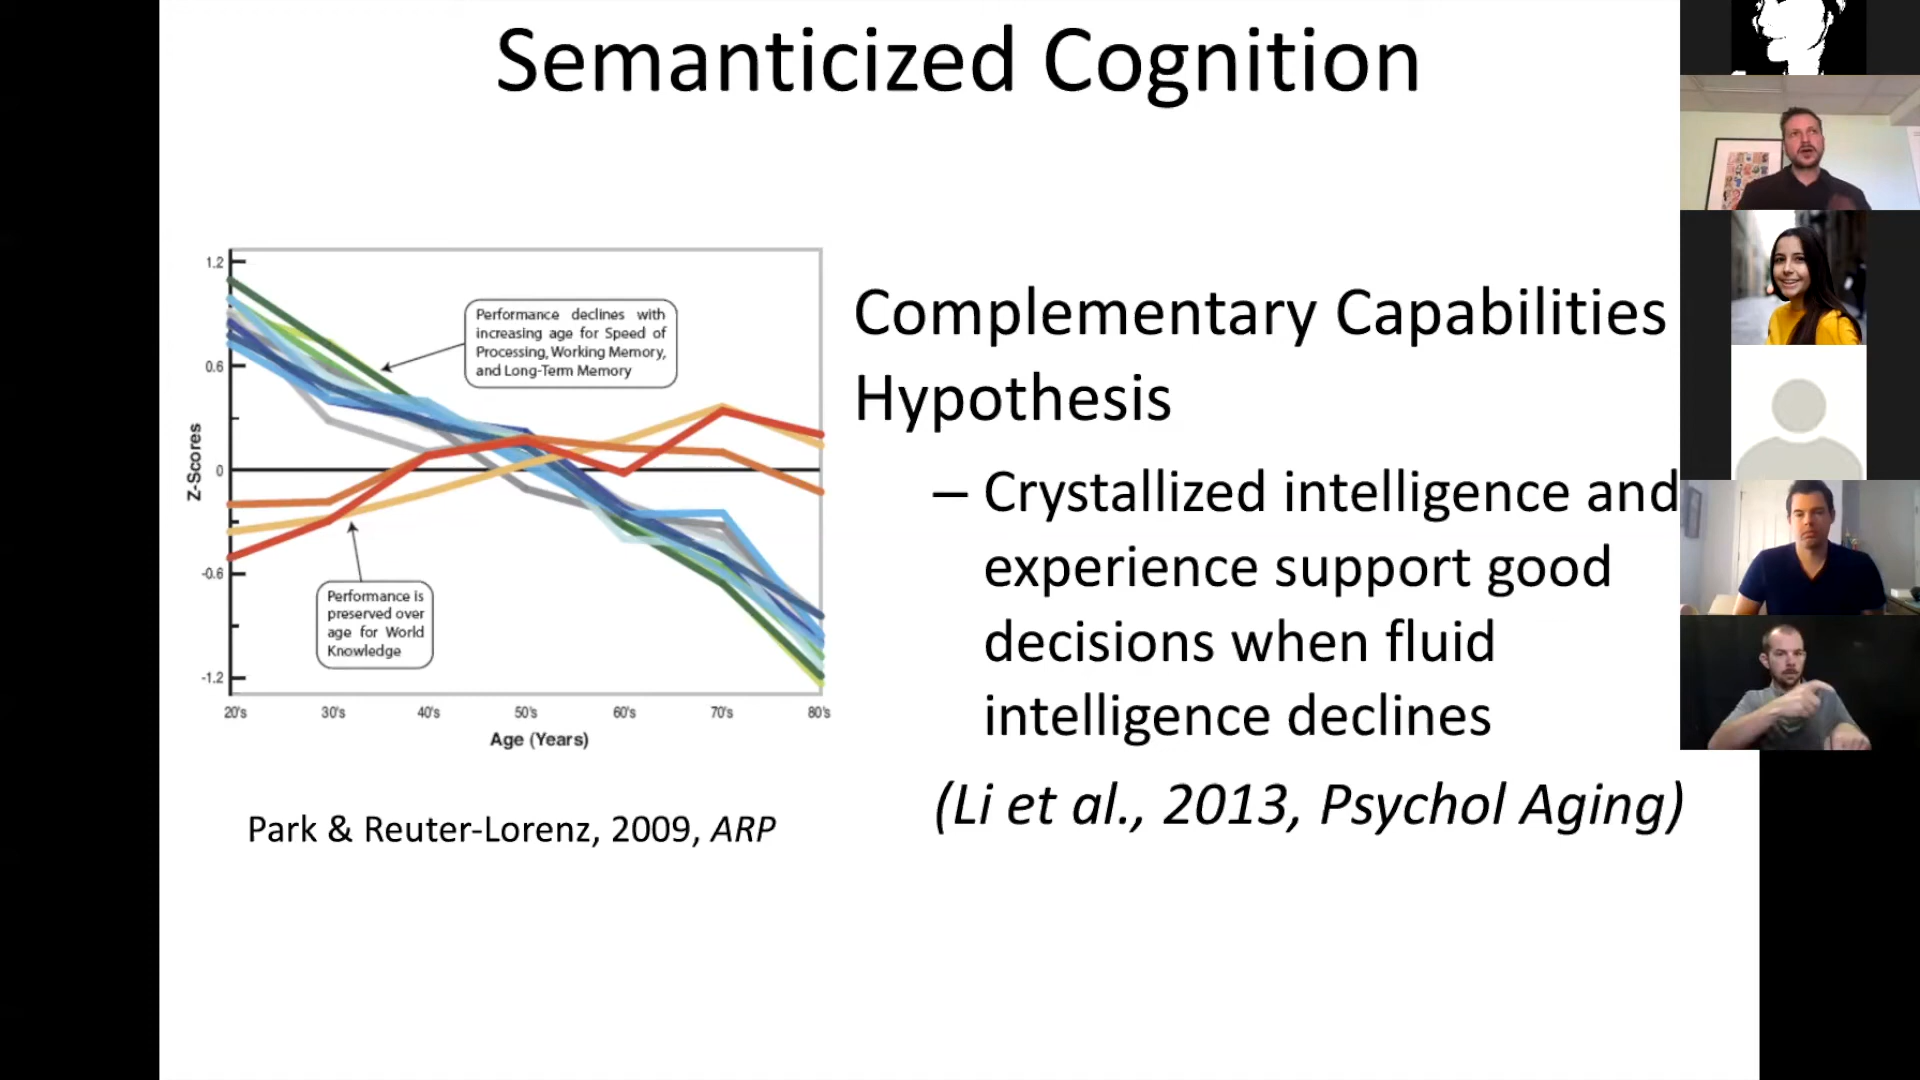 Semanticized Cognition
1.2
0.6
0
-0.6
-1.2
Z-Scores
Performance declines with
increasing age for Speed of
Processing, Working Memory,
and Long-Term Memory
Performance is
preserved over
age for World
Knowledge
20's 30's 40's 50's 60's 70's 80's
Age (Years)
Park & Reuter-Lorenz, 2009, ARP
Complementary Capabilities
Hypothesis
– Crystallized intelligence and
experience support good
decisions when fluid
intelligence declines
(Li et al., 2013, Psychol Aging)